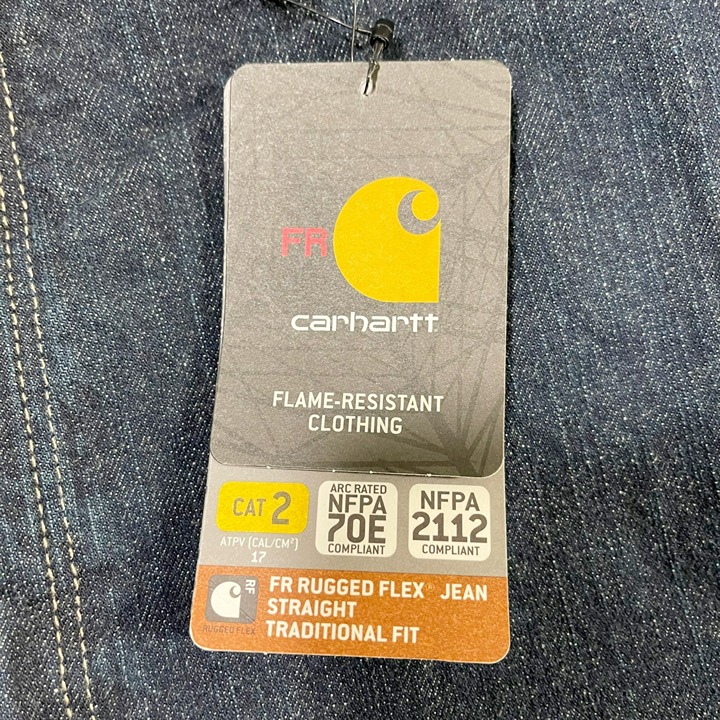 FR
carhartt
FLAME-RESISTANT
CLOTHING
CAT 2
ATPV (CAL/CM²)
17
ARC RATED
NFPA
70E
COMPLIANT
NFPA
2112
COMPLIANT
RF
RUGGED FLEX
FR RUGGED FLEX® JEAN
STRAIGHT
TRADITIONAL FIT